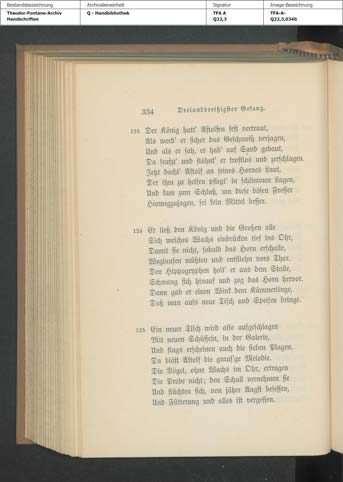 Bestandsbezeichnung Archivalieneinheit Signatur Image-Bezeichnung
Theodor-Fontane-Archiv Q - Handbibliothek TFA A TFA-A-
Handschriften Q22,3 Q22,3,0346
334 Dreiunddreißigster Gesang.
123 Der König hatt' Astolfen fest vertraut,
Als werd' er sicher das Geschmeiß verjagen,
Und als er sah, er hab' auf Sand gebaut,
Da seufzt' und stöhnt' er trostlos und zerschlagen.
Jetzt dacht' Astolf an seines Hornes Laut,
Der ihm zu helfen pflegt' in schlimmen Lagen,
Und kam zum Schluß, um diese bösen Fresser
Hinwegzujagen, sei kein Mittel besser.
124 Er ließ den König und die Großen alle
Sich weiches Wachs eindrücken tief ins Ohr,
Damit sie nicht, sobald das Horn erschalle,
Weglaufen müßten und entfliehn vors Thor.
Den Hippogryphen holt' er aus dem Stalle,
Schwang sich hinauf und zog das Horn hervor.
Dann gab er einen Wink dem Kämmerlinge,
Daß man aufs neue Tisch und Speisen bringe.
125 Ein neuer Tisch wird also aufgeschlagen
Mit neuen Schüsseln, in der Galerie,
Und flugs erscheinen auch die sieben Plagen.
Da bläst Astolf die grauf'ge Melodie.
Die Vögel, ohne Wachs im Ohr, ertragen
Die Probe nicht; den Schall vernehmen sie
Und flüchten sich, von jäher Angst besessen,
Und Fütterung und alles ist vergessen.